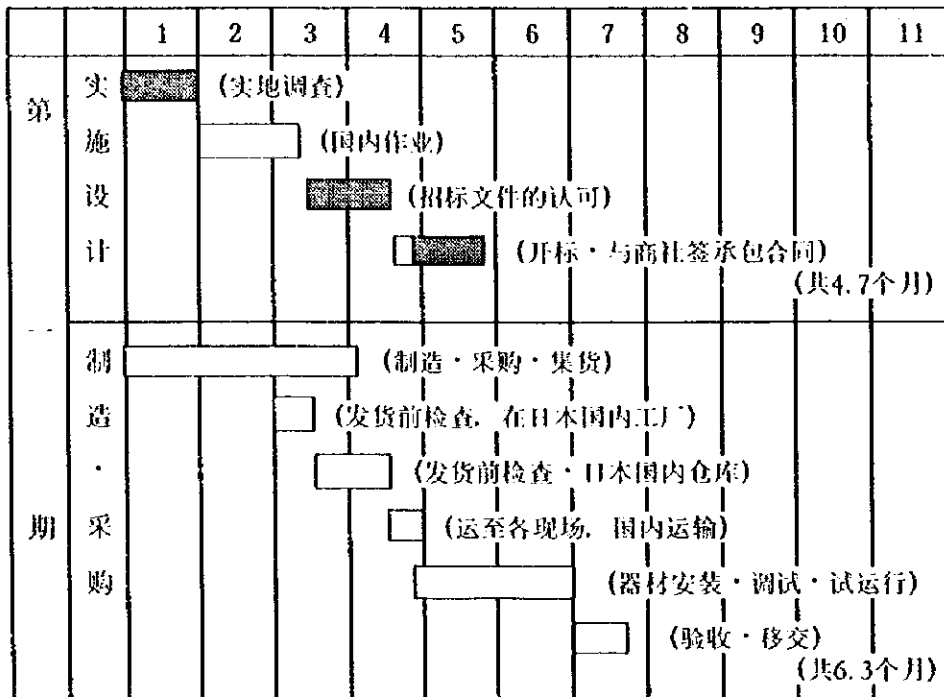 1 2 3 4 5 6 7 8 9 10 11
第一期
实施设计
(实地调查)
(国内作业)
(招标文件的认可)
(开标·与商社签承包合同)
(共4.7个月)
制造·采购
(制造·采购·集货)
(发货前检查, 在日本国内工厂)
(发货前检查·日本国内仓库)
(运至各现场, 国内运输)
(器材安装·调试·试运行)
(验收·移交)
(共6.3个月)